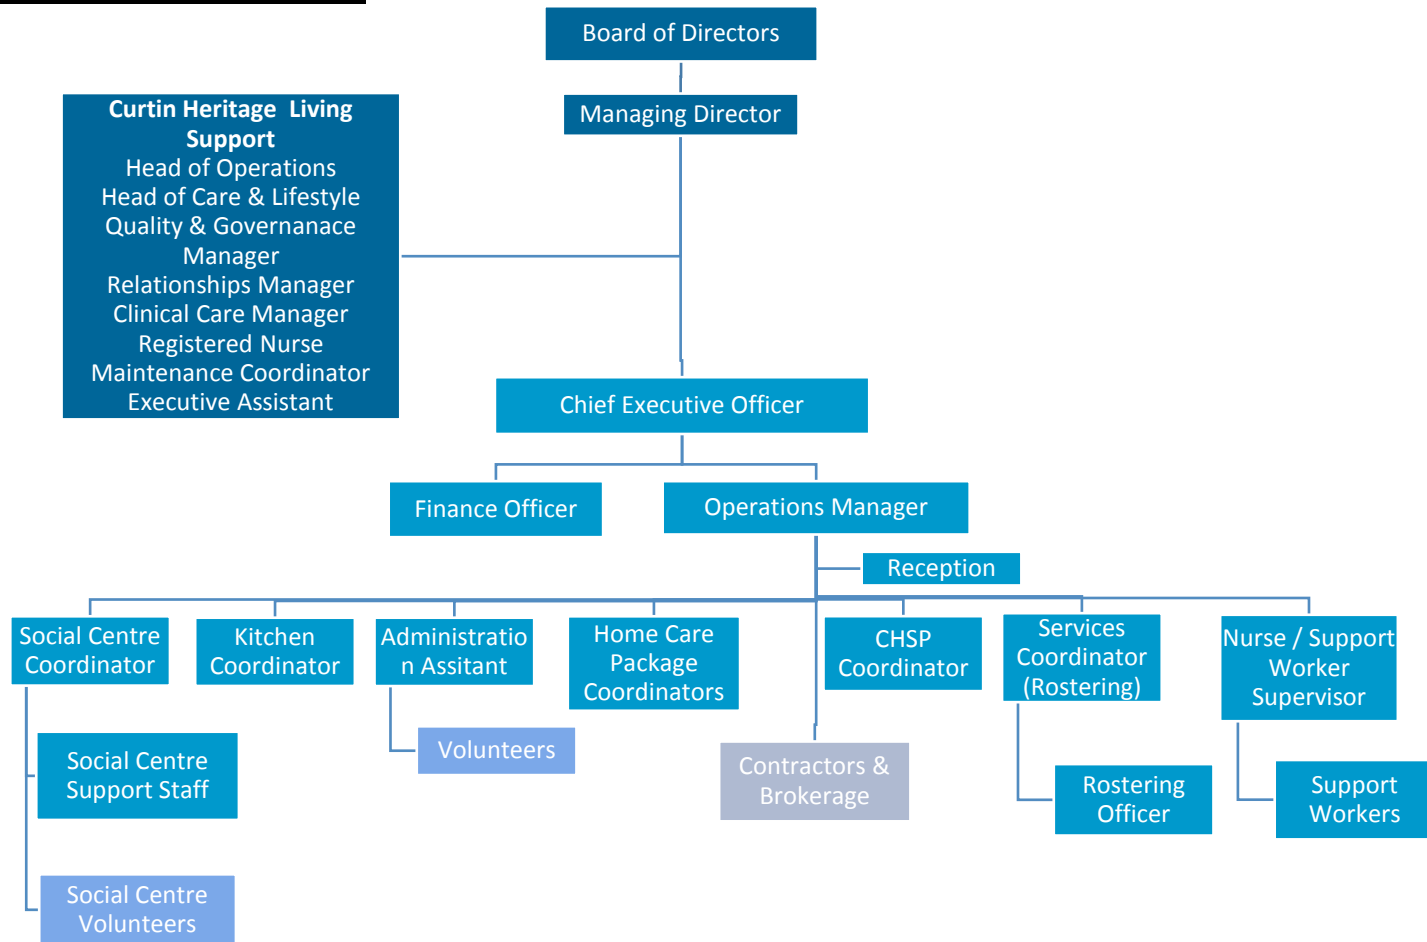 Board of Directors
Managing Director
Curtin Heritage  Living
Support
Head of Operations
Head of Care & Lifestyle
Quality & Governanace
Manager
Relationships Manager
Clinical Care Manager
Registered Nurse
Maintenance Coordinator
Executive Assistant
Chief Executive Officer
Finance Officer
Operations Manager
Reception
Social Centre
Coordinator
Kitchen
Coordinator
Administratio
n Assitant
Home Care
Package
Coordinators
CHSP
Coordinator
Services
Coordinator
(Rostering)
Nurse / Support
Worker
Supervisor
Social Centre
Support Staff
Volunteers
Contractors &
Brokerage
Rostering
Officer
Support
Workers
Social Centre
Volunteers